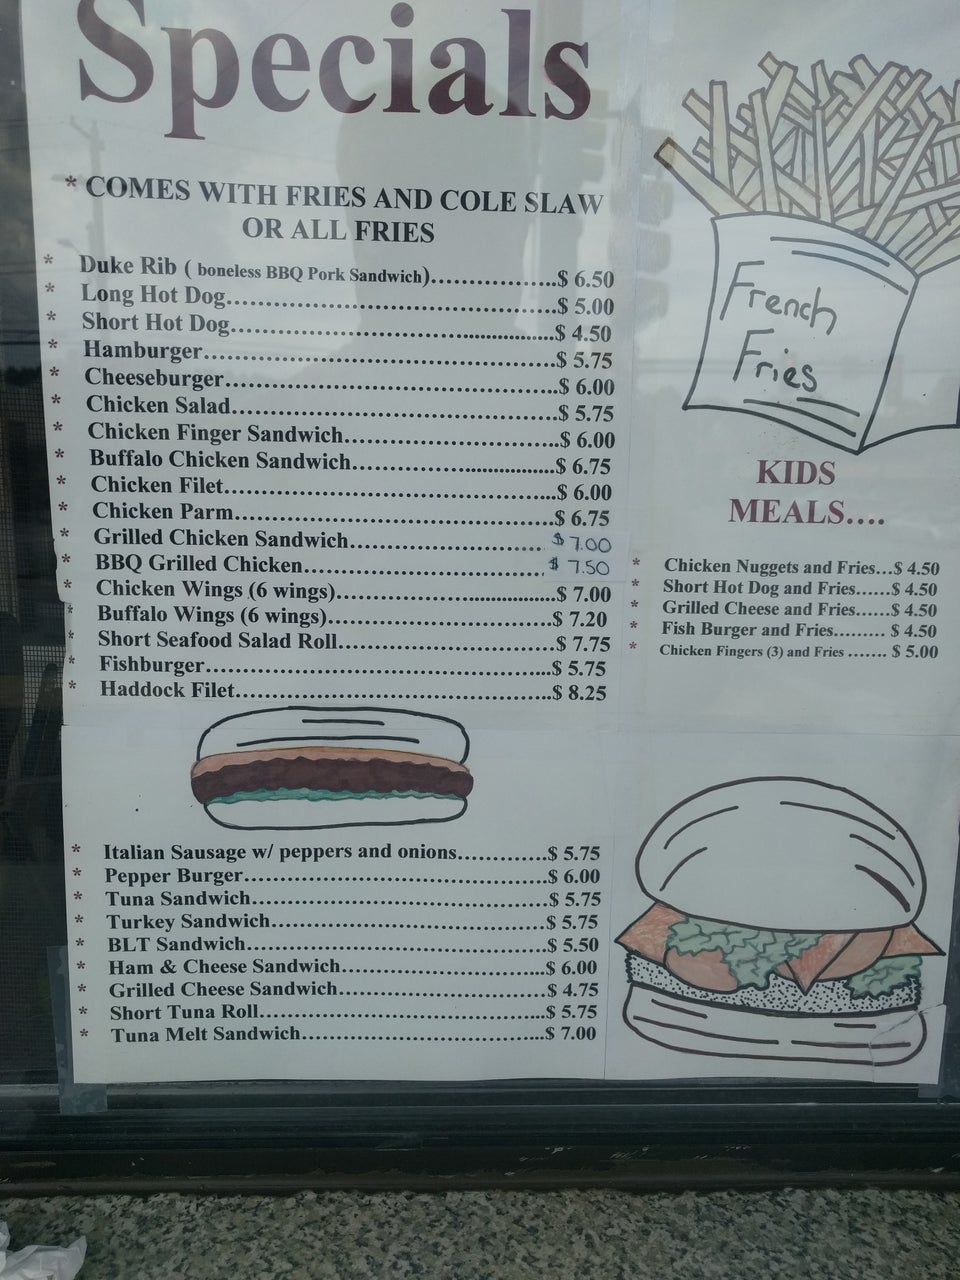 Specials
* COMES WITH FRIES AND COLE SLAW
OR ALL FRIES
* Duke Rib ( boneless BBQ Pork Sandwich)..................$ 6.50
* Long Hot Dog..................$ 5.00
* Short Hot Dog..................$ 4.50
* Hamburger..................$ 5.75
* Cheeseburger..................$ 6.00
* Chicken Salad..................$ 5.75
* Chicken Finger Sandwich..................$ 6.00
* Buffalo Chicken Sandwich..................$ 6.75
* Chicken Filet..................$ 6.00
* Chicken Parm..................$ 6.75
* Grilled Chicken Sandwich..................$ 7.00
* BBQ Grilled Chicken..................$ 7.50
* Chicken Wings (6 wings)..................$ 7.00
* Buffalo Wings (6 wings)..................$ 7.20
* Short Seafood Salad Roll..................$ 7.75
* Fishburger..................$ 5.75
* Haddock Filet..................$ 8.25
* Italian Sausage w/ peppers and onions.............$ 5.75
* Pepper Burger..................$ 6.00
* Tuna Sandwich..................$ 5.75
* Turkey Sandwich..................$ 5.75
* BLT Sandwich..................$ 5.50
* Ham & Cheese Sandwich..................$ 6.00
* Grilled Cheese Sandwich..................$ 4.75
* Short Tuna Roll..................$ 5.75
* Tuna Melt Sandwich..................$ 7.00
French
Fries
KIDS
MEALS....
* Chicken Nuggets and Fries...$ 4.50
* Short Hot Dog and Fries......$ 4.50
* Grilled Cheese and Fries......$ 4.50
* Fish Burger and Fries......... $ 4.50
* Chicken Fingers (3) and Fries ....... $ 5.00